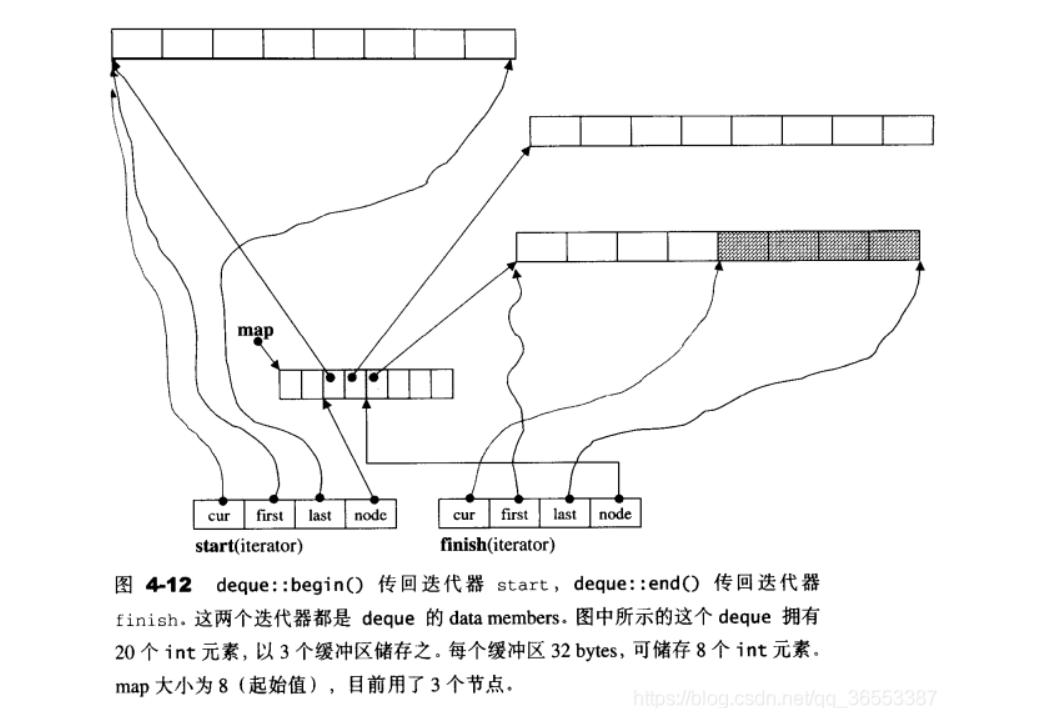 map
cur first last node
start(iterator)
cur first last node
finish(iterator)
图 4-12 deque::begin() 传回迭代器 start，deque::end() 传回迭代器
finish。这两个迭代器都是 deque 的 data members。图中所示的这个 deque 拥有
20 个 int 元素，以 3 个缓冲区储存之。每个缓冲区 32 bytes，可储存 8 个 int 元素。
map 大小为 8（起始值），目前用了 3 个节点。
https://blog.csdn.net/qq_36553387